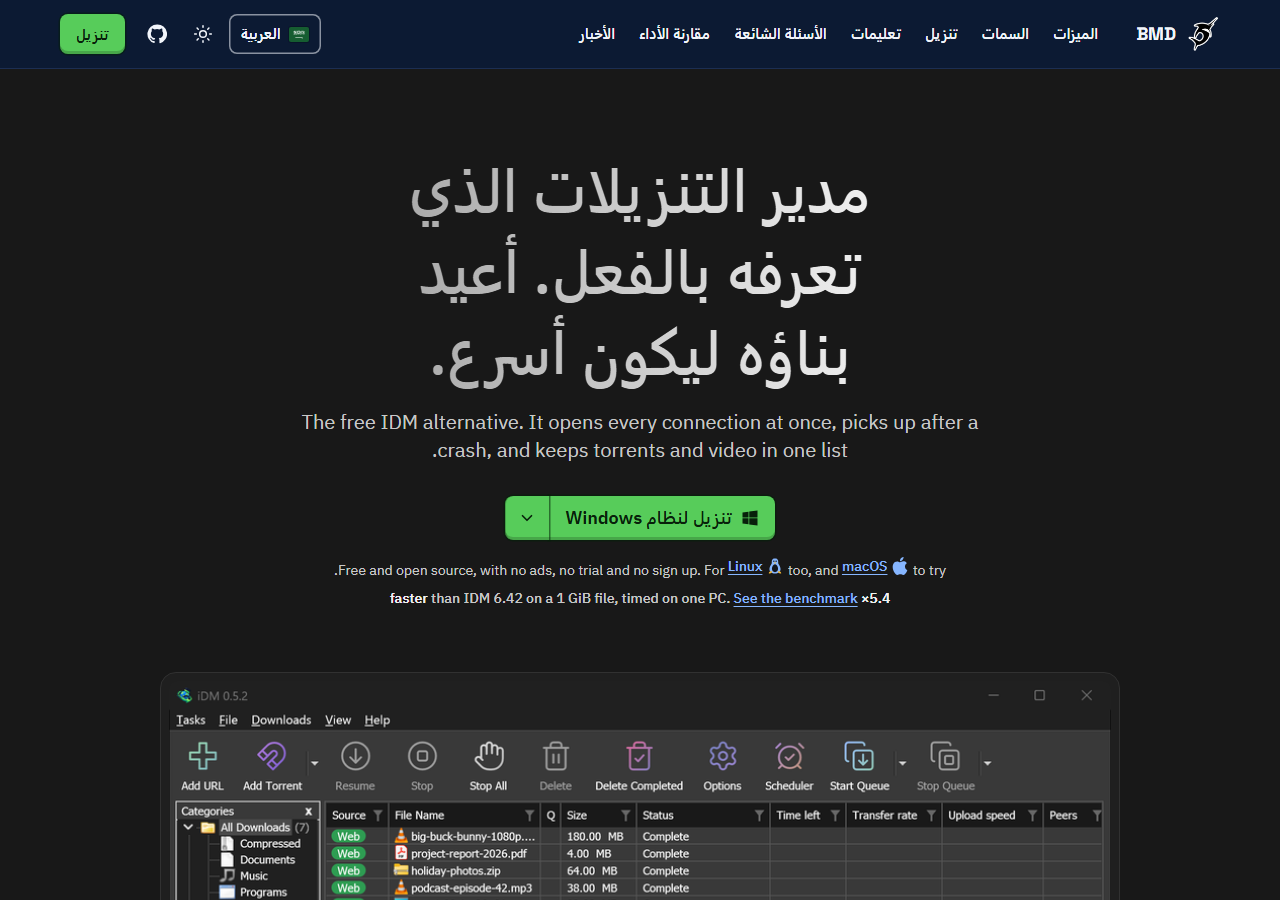 BMD
الميزات السمات تنزيل تعليمات الأسئلة الشائعة مقارنة الأداء الأخبار
العربية
تنزيل
مدير التنزيلات الذي
تعرفه بالفعل. أعيد
بناؤه ليكون أسرع.
The free IDM alternative. It opens every connection at once, picks up after a
.crash, and keeps torrents and video in one list
تنزيل لنظام Windows
.Free and open source, with no ads, no trial and no sign up. For Linux too, and macOS to try
faster than IDM 6.42 on a 1 GiB file, timed on one PC. See the benchmark ×5.4
iDM 0.5.2
Tasks File Downloads View Help
Add URL Add Torrent Resume Stop Stop All Delete Delete Completed Options Scheduler Start Queue Stop Queue
Categories x
All Downloads (7)
Compressed
Documents
Music
Programs
Source File Name Q Size Status Time left Transfer rate Upload speed Peers
Web big-buck-bunny-1080p.... 180.00 MB Complete
Web project-report-2026.pdf 4.00 MB Complete
Web holiday-photos.zip 64.00 MB Complete
Web podcast-episode-42.mp3 38.00 MB Complete